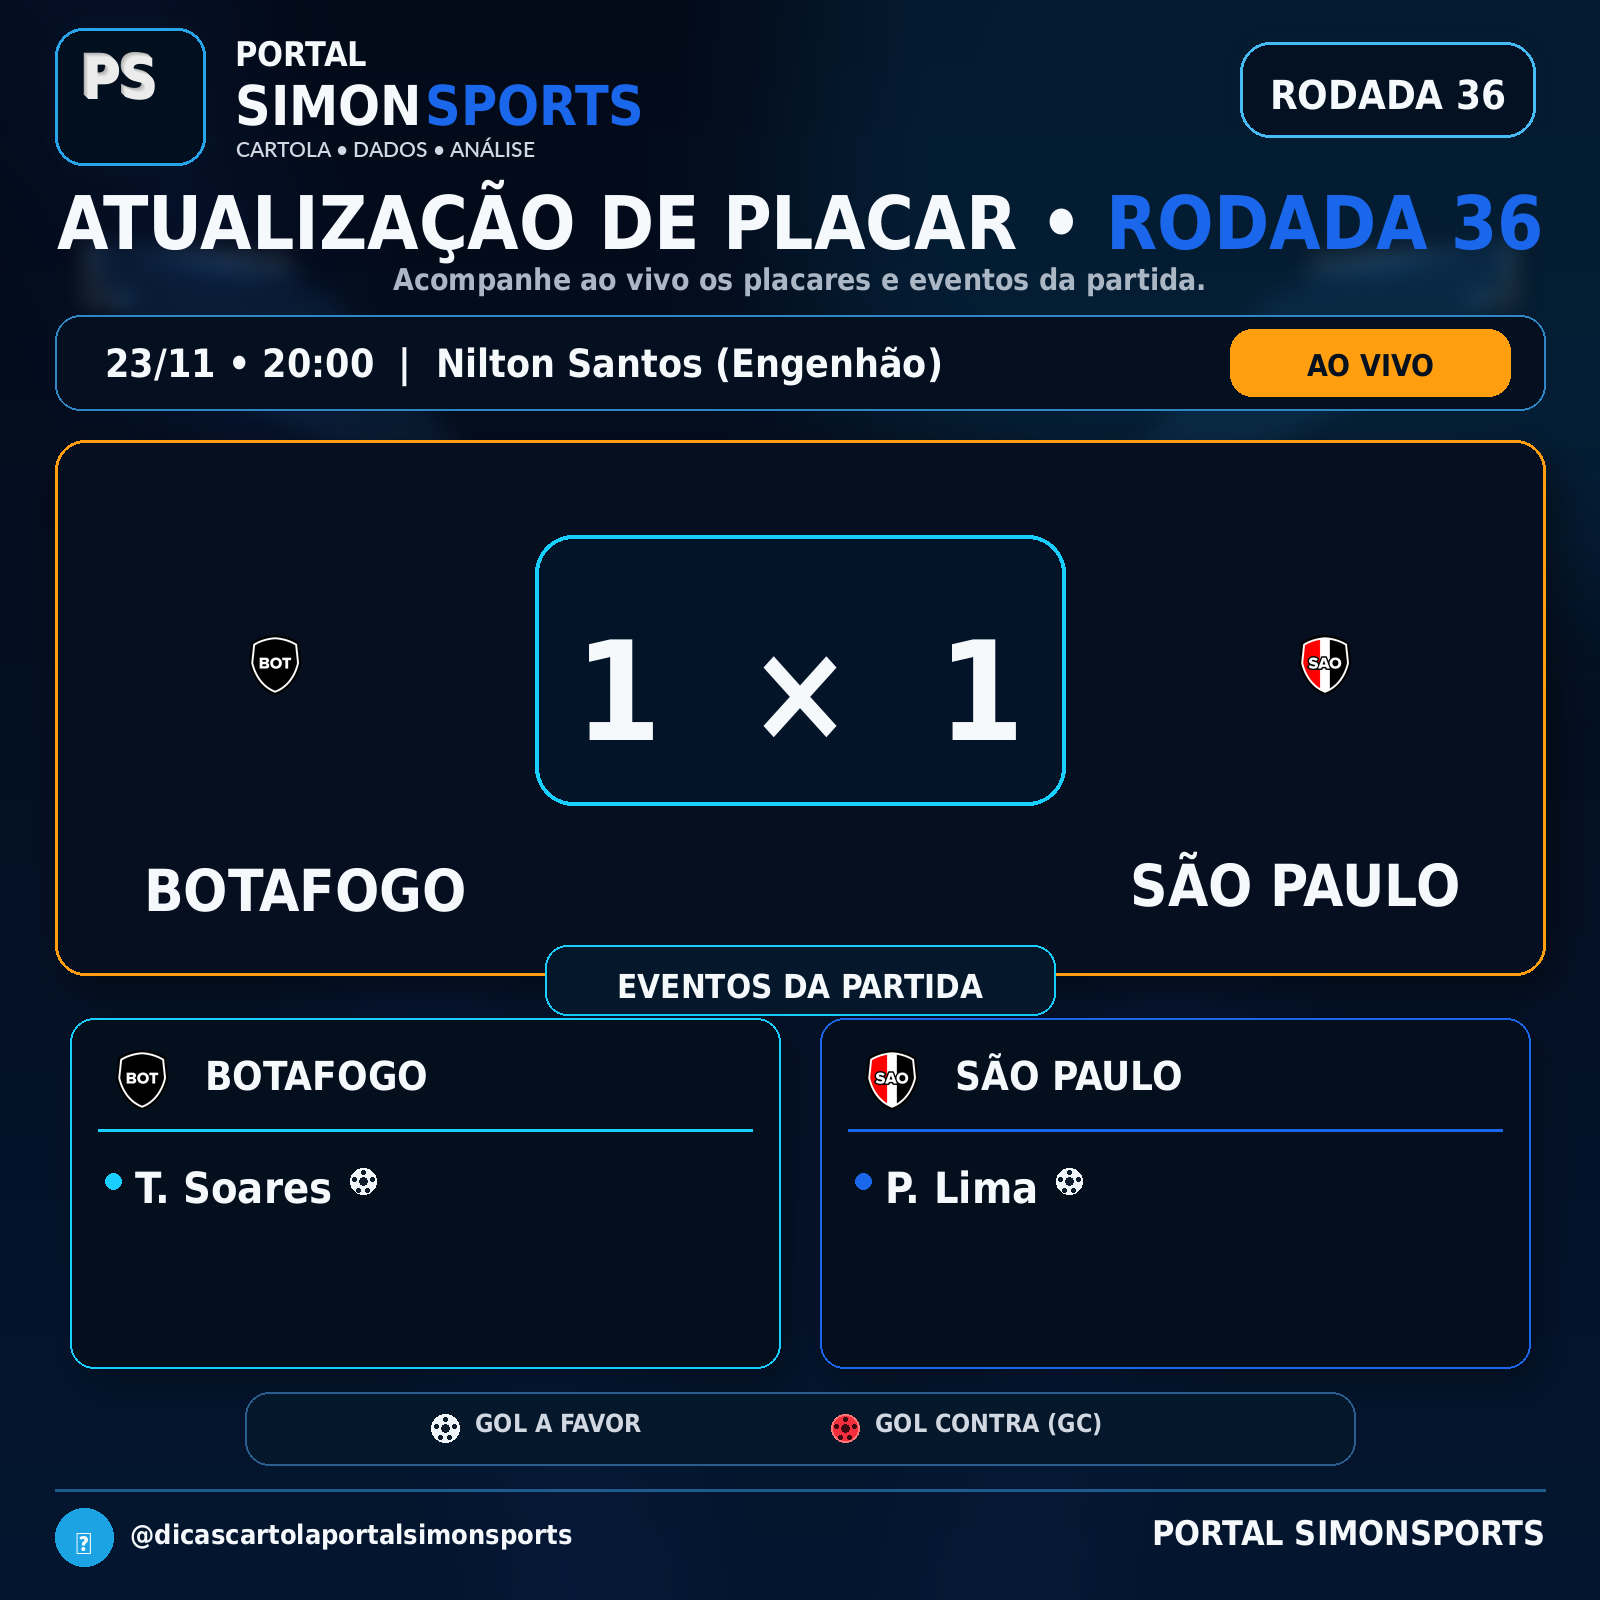 PS
PORTAL
SIMONSPORTS
CARTOLA • DADOS • ANÁLISE
RODADA 36
ATUALIZAÇÃO DE PLACAR • RODADA 36
Acompanhe ao vivo os placares e eventos da partida.
23/11 • 20:00 | Nilton Santos (Engenhão)
AO VIVO
BOT
1 × 1
SAO
BOTAFOGO
SÃO PAULO
EVENTOS DA PARTIDA
BOT
BOTAFOGO
T. Soares
SAO
SÃO PAULO
P. Lima
GOL A FAVOR
GOL CONTRA (GC)
@dicascartolaportalsimonsports
PORTAL SIMONSPORTS